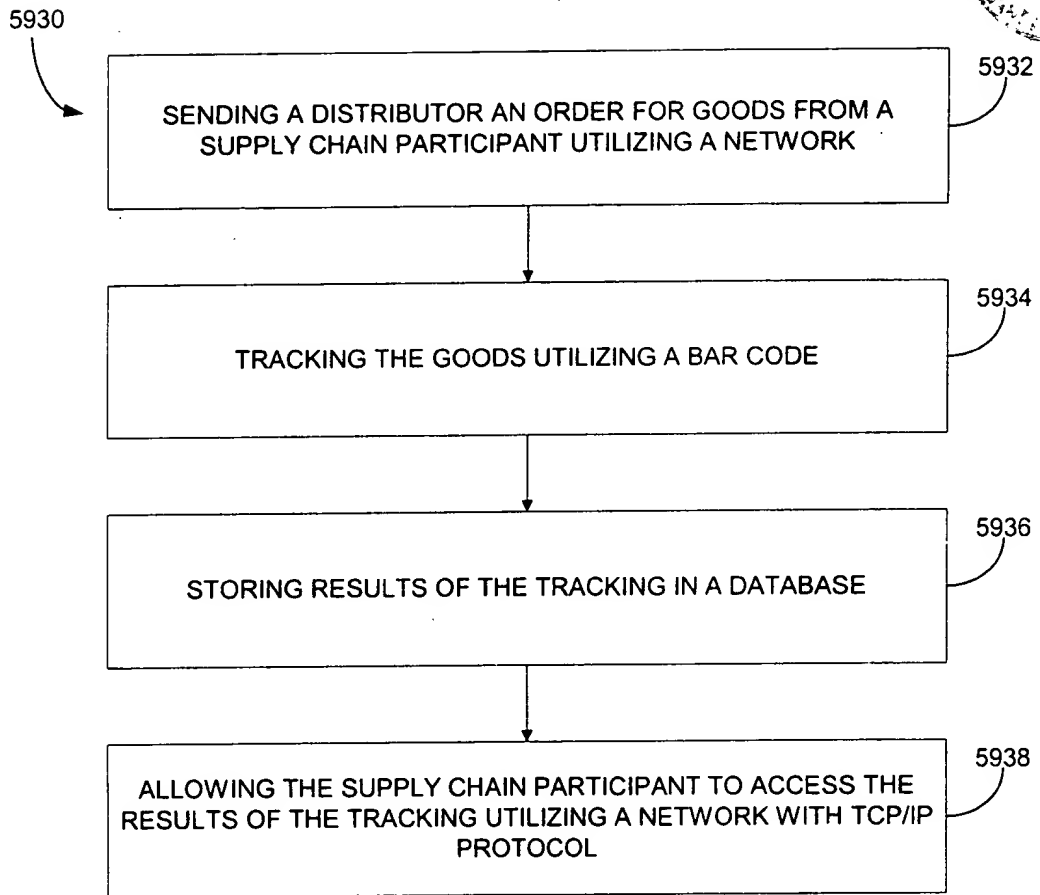 5930
5932
SENDING A DISTRIBUTOR AN ORDER FOR GOODS FROM A
SUPPLY CHAIN PARTICIPANT UTILIZING A NETWORK
5934
TRACKING THE GOODS UTILIZING A BAR CODE
5936
STORING RESULTS OF THE TRACKING IN A DATABASE
5938
ALLOWING THE SUPPLY CHAIN PARTICIPANT TO ACCESS THE
RESULTS OF THE TRACKING UTILIZING A NETWORK WITH TCP/IP
PROTOCOL